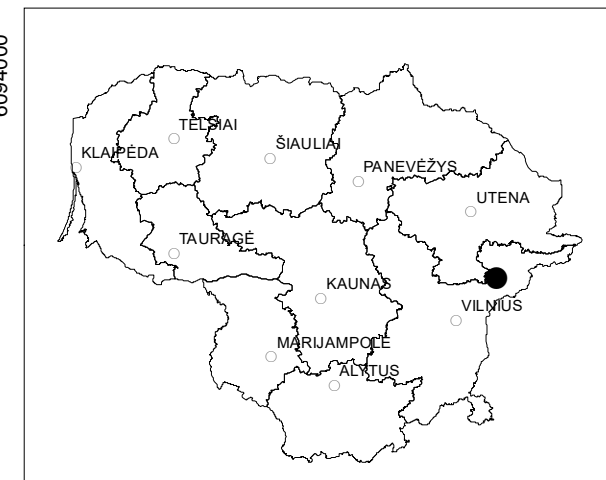 6094000
TELŠIAI
KLAIPĖDA
ŠIAULIAI
PANEVĖŽYS
UTENA
TAURAGĖ
KAUNAS
VILNIUS
MARIJAMPOLĖ
ALYTUS